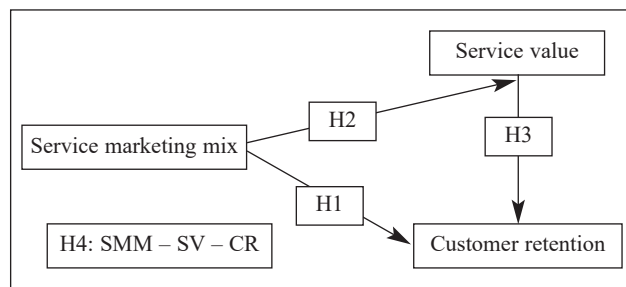 Service value
H2
Service marketing mix
H3
H1
H4: SMM – SV – CR
Customer retention